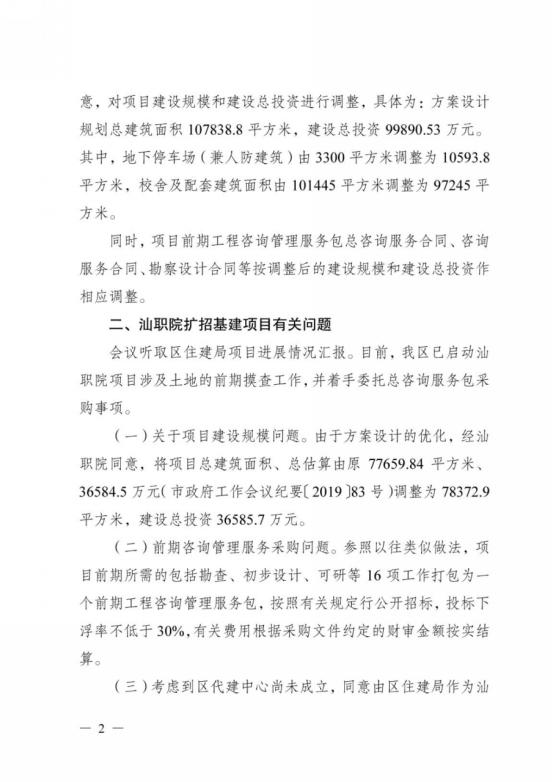 意，对项目建设规模和建设总投资进行调整，具体为：方案设计
规划总建筑面积 107838.8 平方米，建设总投资 99890.53 万元。
其中，地下停车场（兼人防建筑）由 3300 平方米调整为 10593.8
平方米，校舍及配套建筑面积由 101445 平方米调整为 97245 平
方米。
同时，项目前期工程咨询管理服务包总咨询服务合同、咨询
服务合同、勘察设计合同等按调整后的建设规模和建设总投资作
相应调整。
二、汕职院扩招基建项目有关问题
会议听取区住建局项目进展情况汇报。目前，我区已启动汕
职院项目涉及土地的前期摸查工作，并着手委托总咨询服务包采
购事项。
（一）关于项目建设规模问题。由于方案设计的优化，经汕
职院同意，将项目总建筑面积、总估算由原 77659.84 平方米、
36584.5 万元（市政府工作会议纪要〔2019〕83 号）调整为 78372.9
平方米，建设总投资 36585.7 万元。
（二）前期咨询管理服务采购问题。参照以往类似做法，项
目前期所需的包括勘查、初步设计、可研等 16 项工作打包为一
个前期工程咨询管理服务包，按照有关规定行公开招标，投标下
浮率不低于 30%，有关费用根据采购文件约定的财审金额按实结
算。
（三）考虑到区代建中心尚未成立，同意由区住建局作为汕
— 2 —